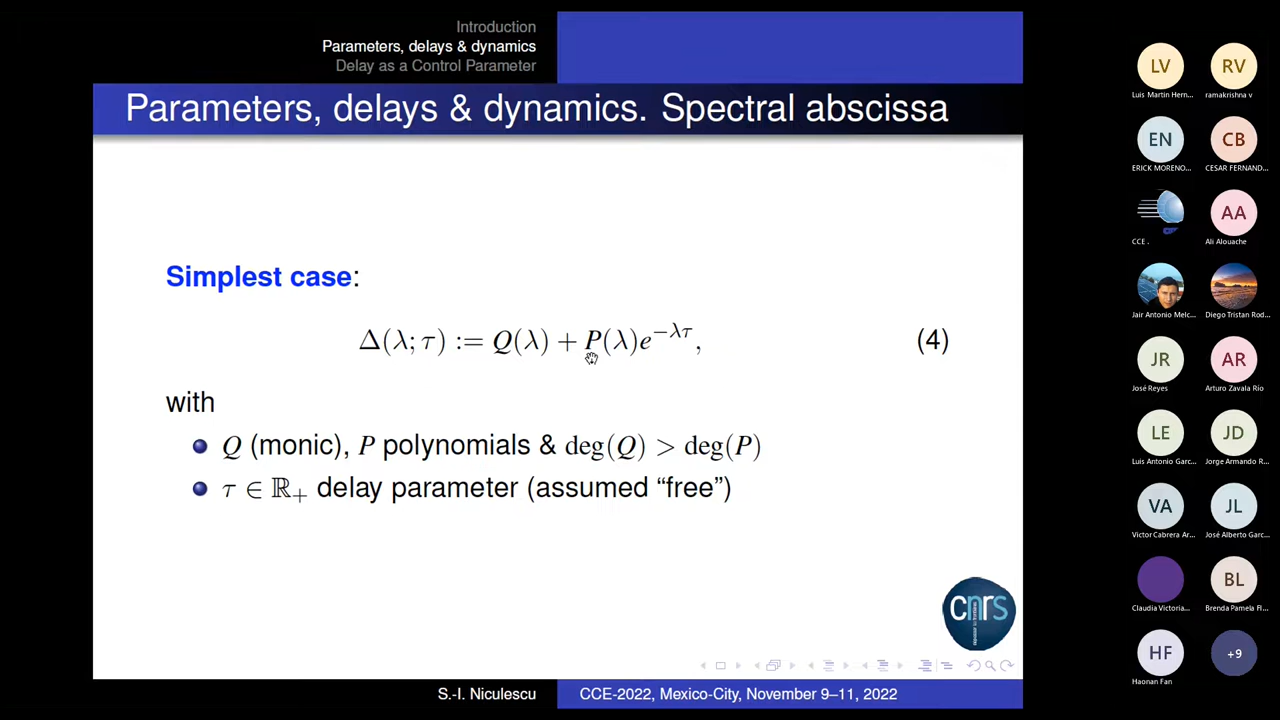 Introduction
Parameters, delays & dynamics
Delay as a Control Parameter
Parameters, delays & dynamics. Spectral abscissa
Simplest case:
Δ(λ; τ) := Q(λ) + P(λ)e^{−λτ}, (4)
with
Q (monic), P polynomials & deg(Q) > deg(P)
τ ∈ ℝ₊ delay parameter (assumed “free”)
cnrs
S.-I. Niculescu CCE-2022, Mexico-City, November 9–11, 2022
LV RV
Luis Martin Hern... ramakrishna v
EN CB
ERICK MORENO... CESAR FERNAND...
AA
CCE . Ali Alouache
Jair Antonio Melc... Diego Tristan Rod...
JR AR
José Reyes Arturo Zavala Río
LE JD
Luis Antonio Garc... Jorge Armando R...
VA JL
Victor Cabrera Ar... José Alberto Garc...
BL
Claudia Victoria... Brenda Pamela Fl...
HF +9
Haonan Fan